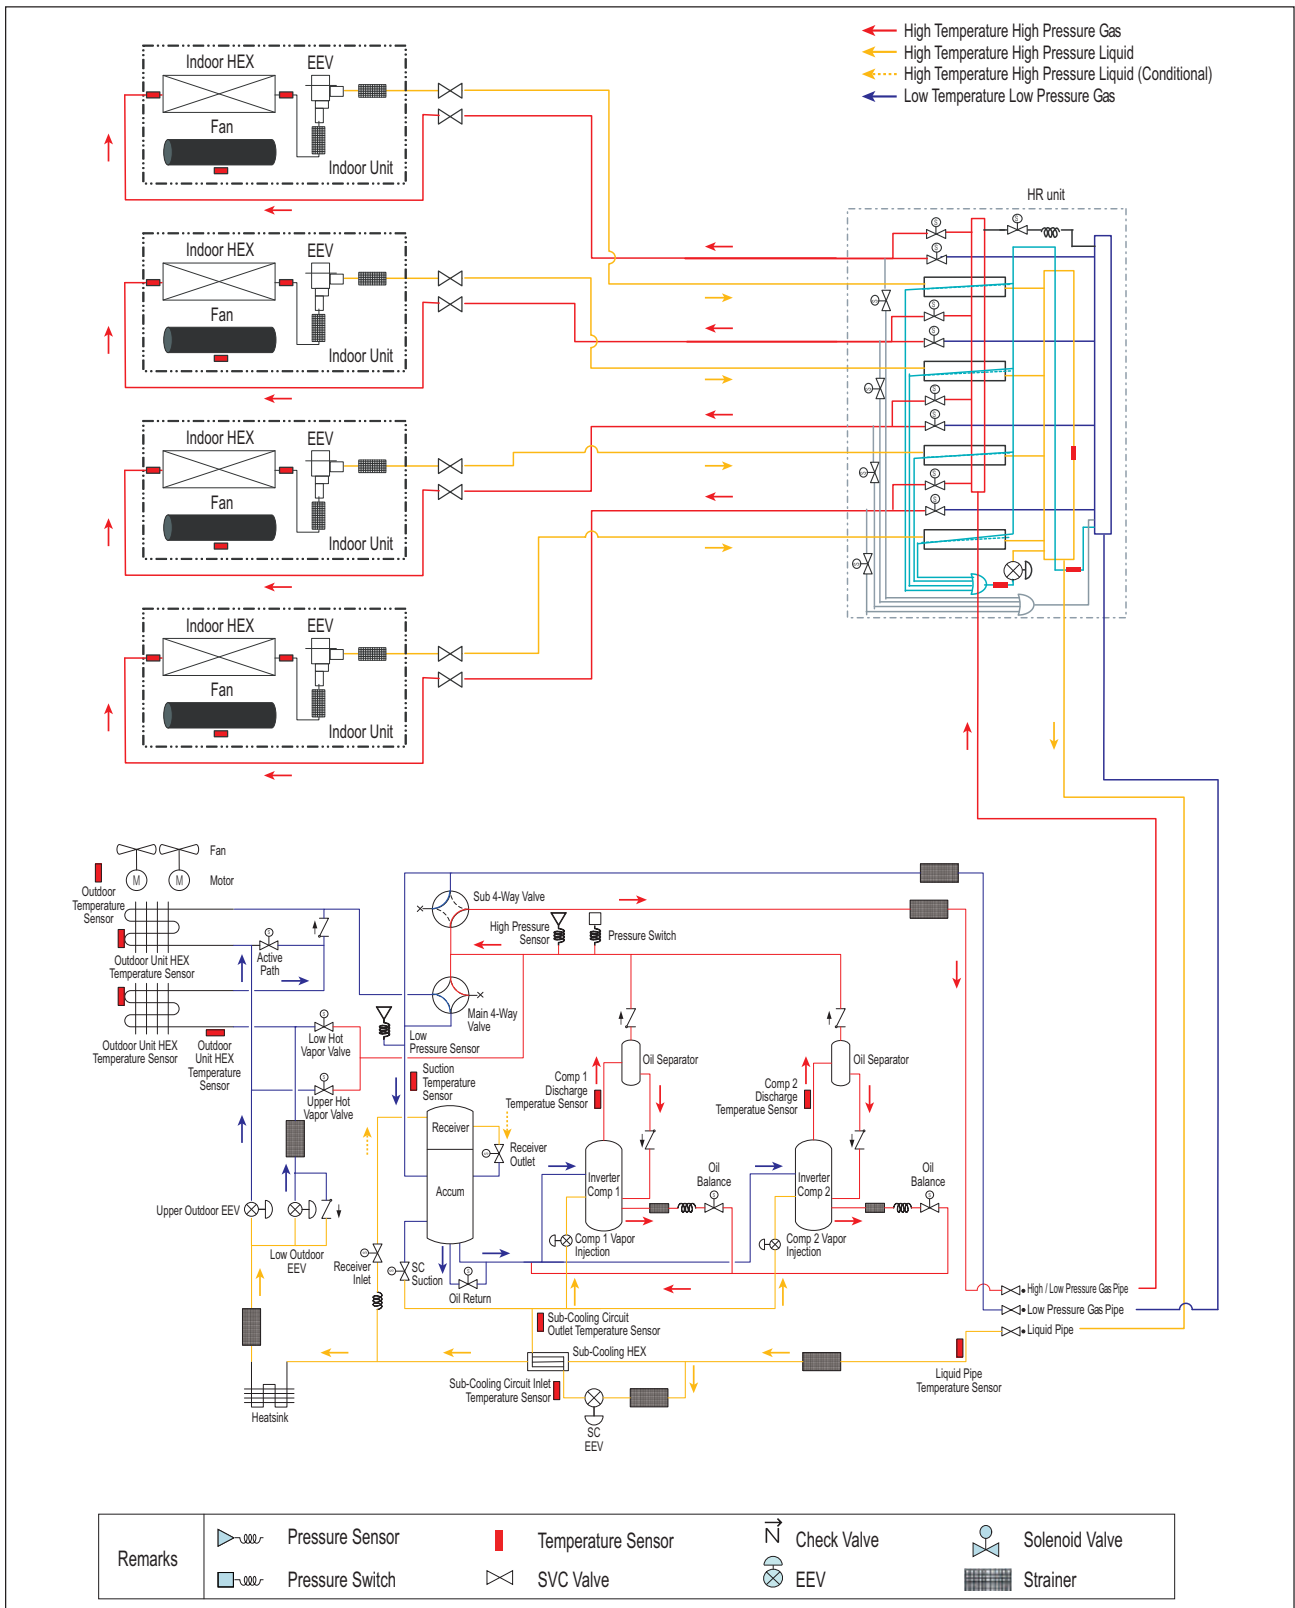 High Temperature High Pressure Gas
High Temperature High Pressure Liquid
High Temperature High Pressure Liquid (Conditional)
Low Temperature Low Pressure Gas
Indoor HEX
EEV
Fan
Indoor Unit
HR unit
S
S
S
S
Indoor HEX
EEV
Fan
Indoor Unit
S
S
S
Indoor HEX
EEV
Fan
Indoor Unit
S
S
S
S
S
S
Indoor HEX
EEV
Fan
Indoor Unit
Fan
M
M
Motor
Outdoor
Temperature
Sensor
Sub 4-Way Valve
High Pressure
Sensor
Pressure Switch
S
Active
Path
Outdoor Unit HEX
Temperature Sensor
Main 4-Way
Valve
S
Low Hot
Vapor Valve
Outdoor Unit HEX
Temperature Sensor
Outdoor
Unit HEX
Temperature
Sensor
Low
Pressure Sensor
S
Upper Hot
Vapor Valve
Suction
Temperature
Sensor
Oil Separator
Oil Separator
Comp 1
Discharge
Temperatue Sensor
Comp 2
Discharge
Temperatue Sensor
Receiver
S
Receiver
Outlet
Accum
Inverter
Comp 1
Oil
Balance
S
Inverter
Comp 2
Oil
Balance
S
Upper Outdoor EEV
Low Outdoor
EEV
Comp 1 Vapor
Injection
Comp 2 Vapor
Injection
S
Receiver
Inlet
S
SC
Suction
S
Oil Return
High / Low Pressure Gas Pipe
Low Pressure Gas Pipe
Liquid Pipe
Sub-Cooling Circuit
Outlet Temperature Sensor
Sub-Cooling HEX
Liquid Pipe
Temperature Sensor
Sub-Cooling Circuit Inlet
Temperature Sensor
Heatsink
SC
EEV
Remarks
Pressure Sensor
Temperature Sensor
Check Valve
Solenoid Valve
Pressure Switch
SVC Valve
EEV
Strainer